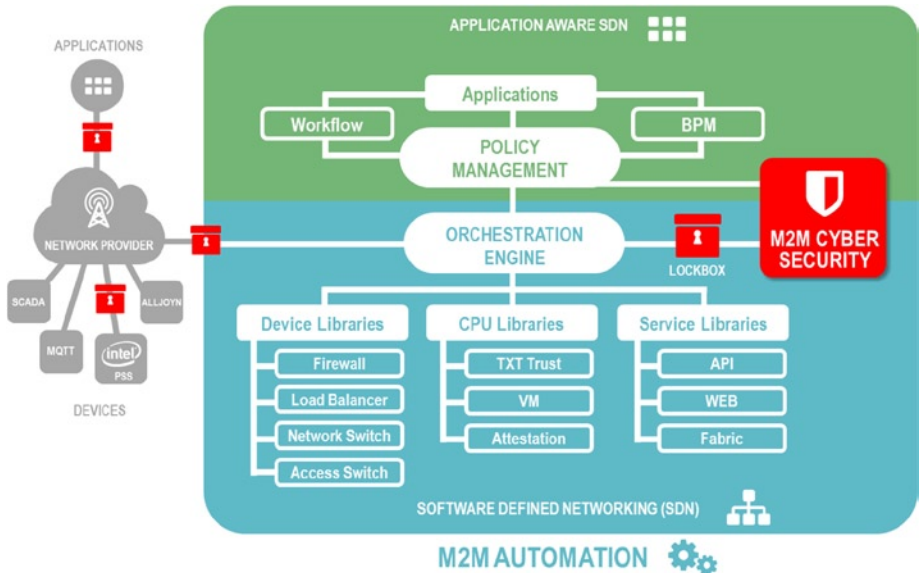 APPLICATION AWARE SDN
APPLICATIONS
Applications
Workflow
BPM
POLICY
MANAGEMENT
NETWORK PROVIDER
ORCHESTRATION
ENGINE
LOCKBOX
M2M CYBER
SECURITY
SCADA
MQTT
intel
PSS
ALLJOYN
DEVICES
Device Libraries
Firewall
Load Balancer
Network Switch
Access Switch
CPU Libraries
TXT Trust
VM
Attestation
Service Libraries
API
WEB
Fabric
SOFTWARE DEFINED NETWORKING (SDN)
M2M AUTOMATION